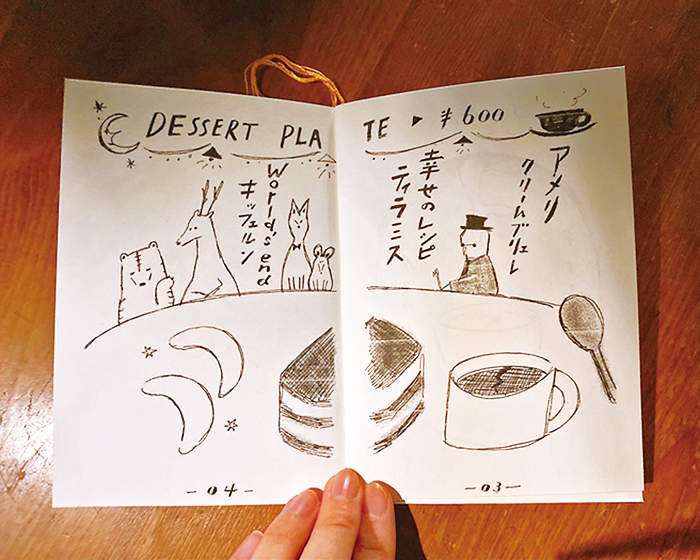 DESSERT PLATE ▸ ¥600
アメリ
クリームブリュレ
幸せのレシピ
ティラミス
World's end
キッフェルン
-04-
-03-